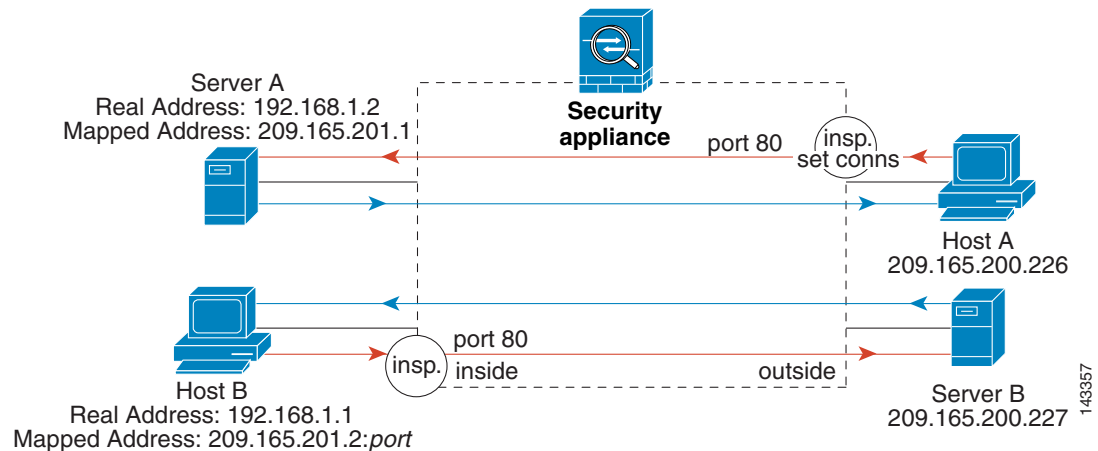 Server A
Real Address: 192.168.1.2
Mapped Address: 209.165.201.1
Security
appliance
port 80
insp.
set conns
Host A
209.165.200.226
port 80
insp.
inside
outside
Host B
Real Address: 192.168.1.1
Mapped Address: 209.165.201.2:port
Server B
209.165.200.227
143357